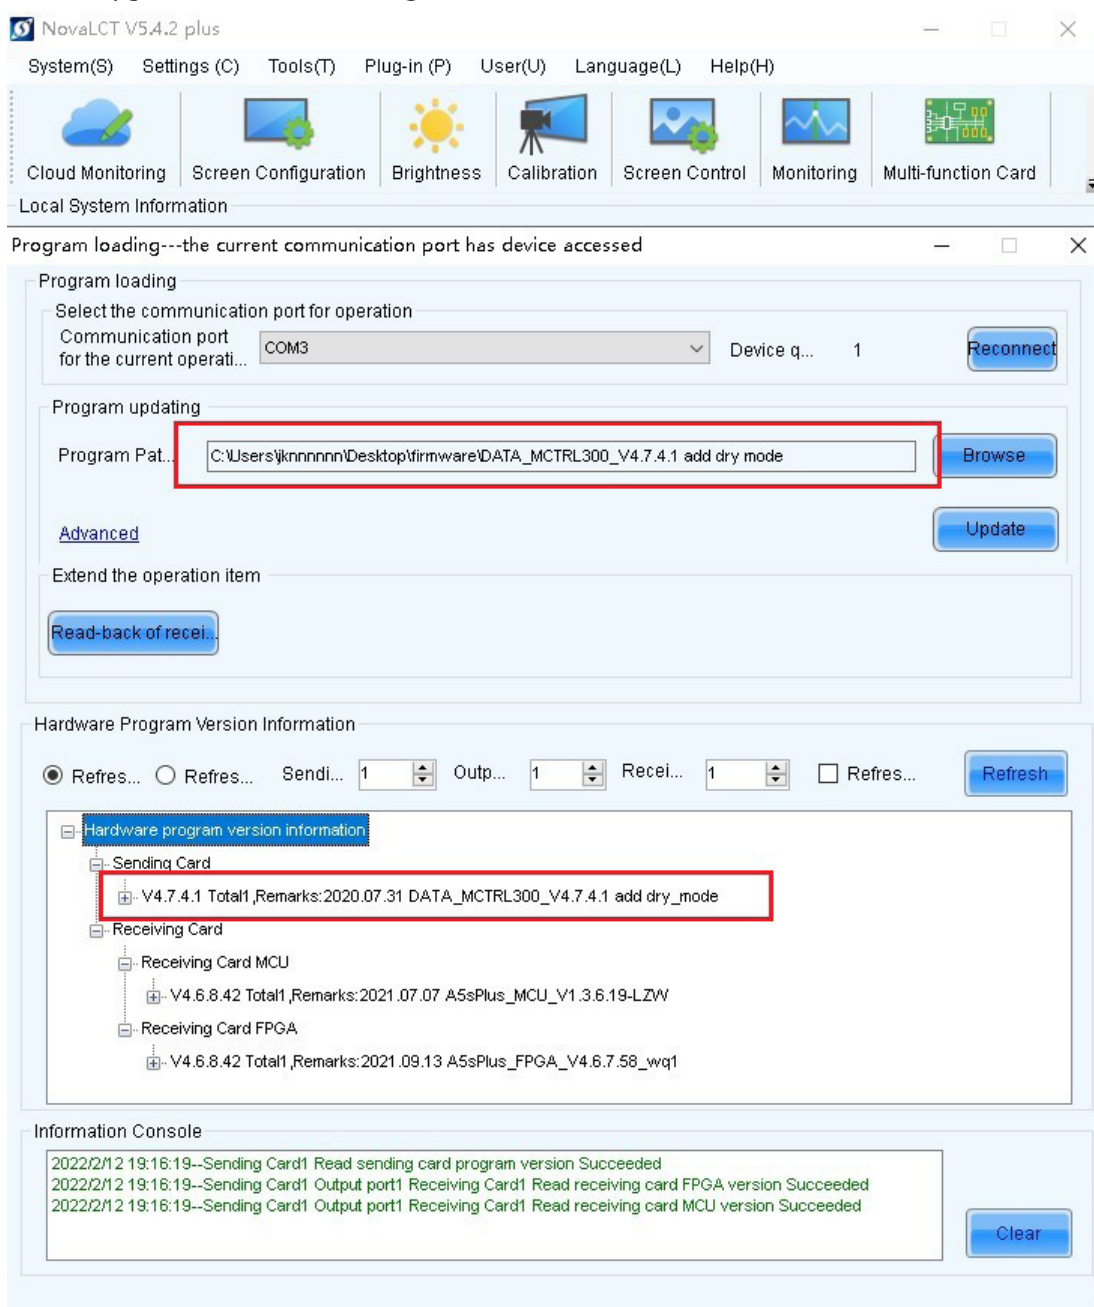 NovaLCT V5.4.2 plus
System(S) Settings (C) Tools(T) Plug-in (P) User(U) Language(L) Help(H)
Cloud Monitoring Screen Configuration Brightness Calibration Screen Control Monitoring Multi-function Card
Local System Information
Program loading---the current communication port has device accessed
Program loading
Select the communication port for operation
Communication port
for the current operati... COM3 Device q... 1 Reconnect
Program updating
Program Pat... C:\Users\jknnnnnn\Desktop\firmware\DATA_MCTRL300_V4.7.4.1 add dry mode Browse
Advanced Update
Extend the operation item
Read-back of recei...
Hardware Program Version Information
Refres... Refres... Sendi... 1 Outp... 1 Recei... 1 Refres... Refresh
Hardware program version information
Sending Card
V4.7.4.1 Total1 ,Remarks:2020.07.31 DATA_MCTRL300_V4.7.4.1 add dry_mode
Receiving Card
Receiving Card MCU
V4.6.8.42 Total1 ,Remarks:2021.07.07 A5sPlus_MCU_V1.3.6.19-LZW
Receiving Card FPGA
V4.6.8.42 Total1 ,Remarks:2021.09.13 A5sPlus_FPGA_V4.6.7.58_wq1
Information Console
2022/2/12 19:16:19--Sending Card1 Read sending card program version Succeeded
2022/2/12 19:16:19--Sending Card1 Output port1 Receiving Card1 Read receiving card FPGA version Succeeded
2022/2/12 19:16:19--Sending Card1 Output port1 Receiving Card1 Read receiving card MCU version Succeeded
Clear